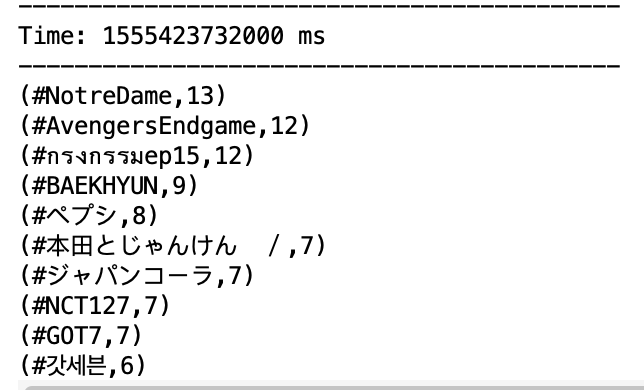 -------------------------------------------
Time: 1555423732000 ms
-------------------------------------------
(#NotreDame,13)
(#AvengersEndgame,12)
(#กรงกรรมep15,12)
(#BAEKHYUN,9)
(#ペプシ,8)
(#本田とじゃんけん　/,7)
(#ジャパンコーラ,7)
(#NCT127,7)
(#GOT7,7)
(#갓세븐,6)